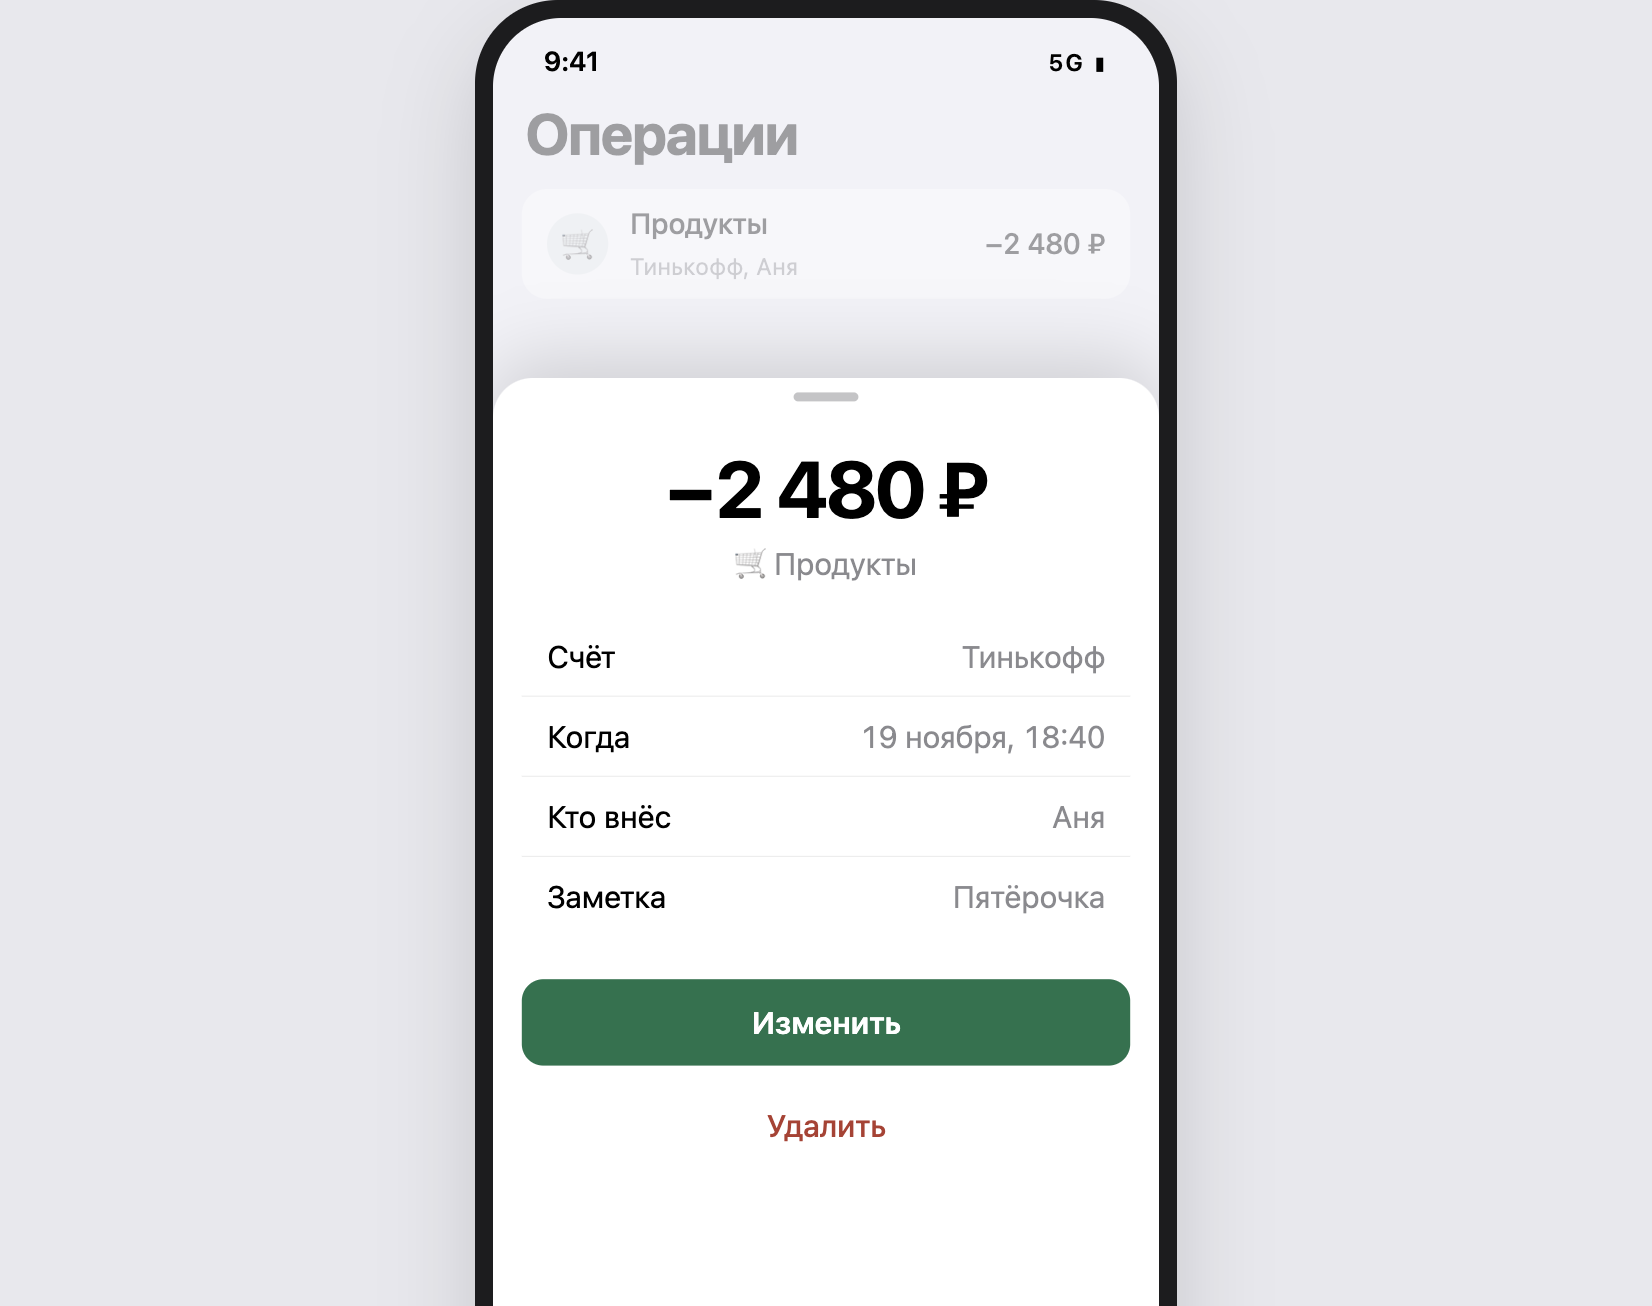 9:41 5G
Операции
Продукты
−2 480 ₽
Тинькофф, Аня
−2 480 ₽
Продукты
Счёт Тинькофф
Когда 19 ноября, 18:40
Кто внёс Аня
Заметка Пятёрочка
Изменить
Удалить